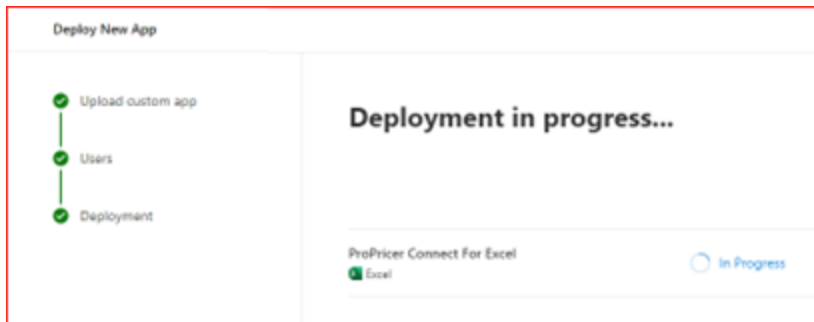 Deploy New App
Upload custom app
Users
Deployment
Deployment in progress...
ProPricer Connect For Excel
Excel
In Progress